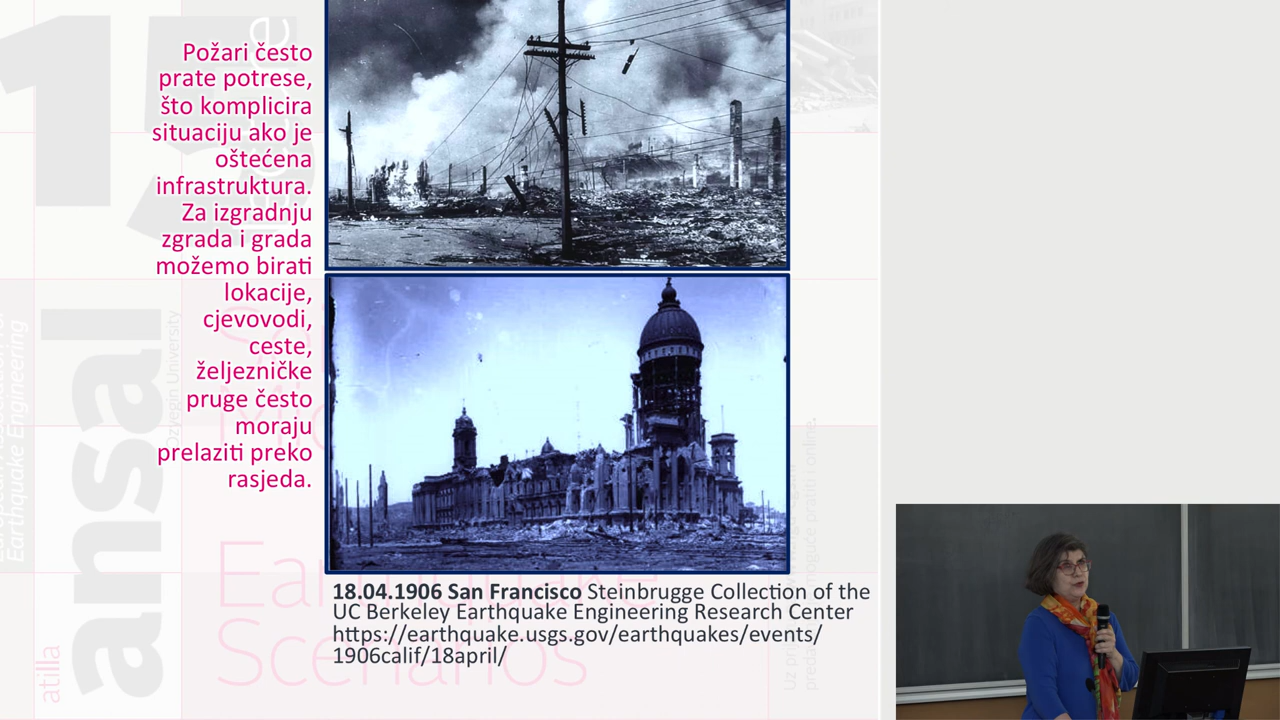 Požari često
prate potrese,
što komplicira
situaciju ako je
oštećena
infrastruktura.
Za izgradnju
zgrada i grada
možemo birati
lokacije,
cjevovodi,
ceste,
željezničke
pruge često
moraju
prelaziti preko
rasjeda.
18.04.1906 San Francisco Steinbrugge Collection of the
UC Berkeley Earthquake Engineering Research Center
https://earthquake.usgs.gov/earthquakes/events/
1906calif/18april/
15
atilla
ansal
Ozyegin University
Earthquake Engineering
Earthquake
Scenarios